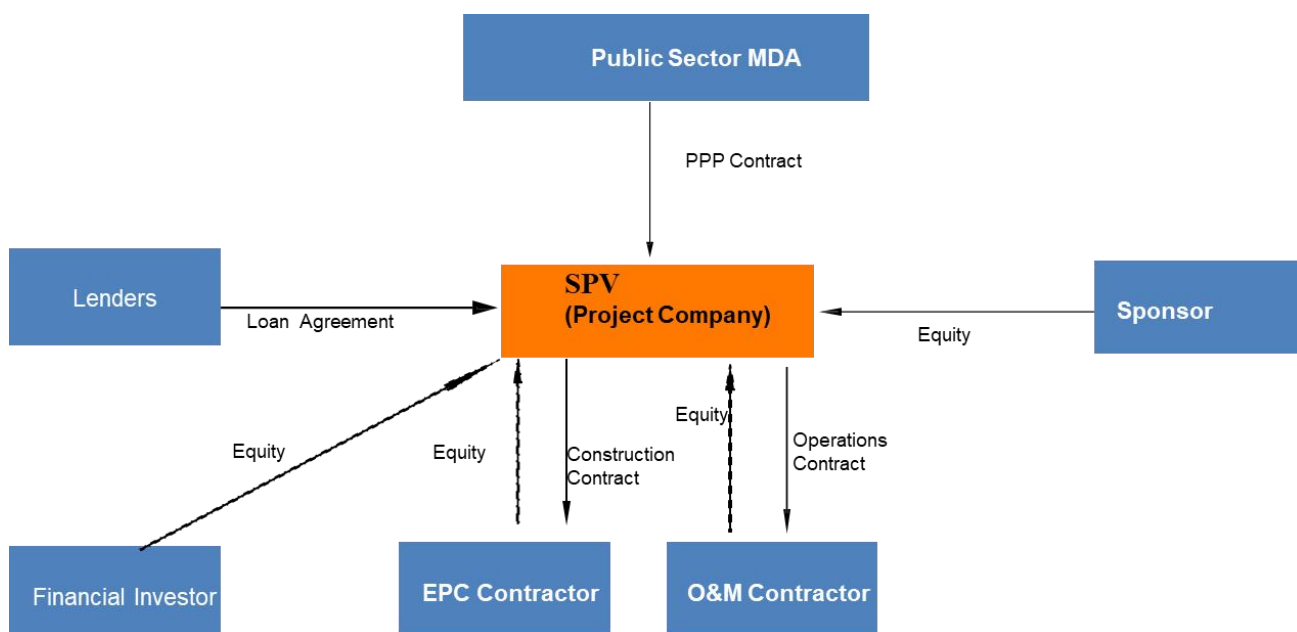 Public Sector MDA
PPP Contract
Lenders
Loan Agreement
SPV
(Project Company)
Sponsor
Equity
Equity
Equity
Construction
Contract
Equity
Operations
Contract
Financial Investor
EPC Contractor
O&M Contractor